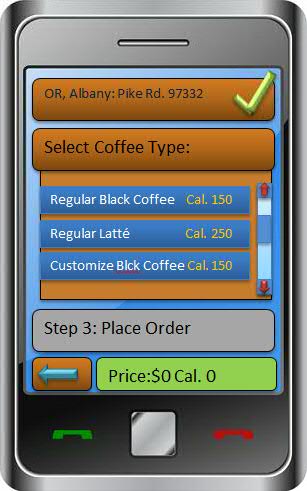 OR, Albany: Pike Rd. 97332
Select Coffee Type:
Regular Black Coffee Cal. 150
Regular Latté Cal. 250
Customize Blck Coffee Cal. 150
Step 3: Place Order
Price:$0 Cal. 0